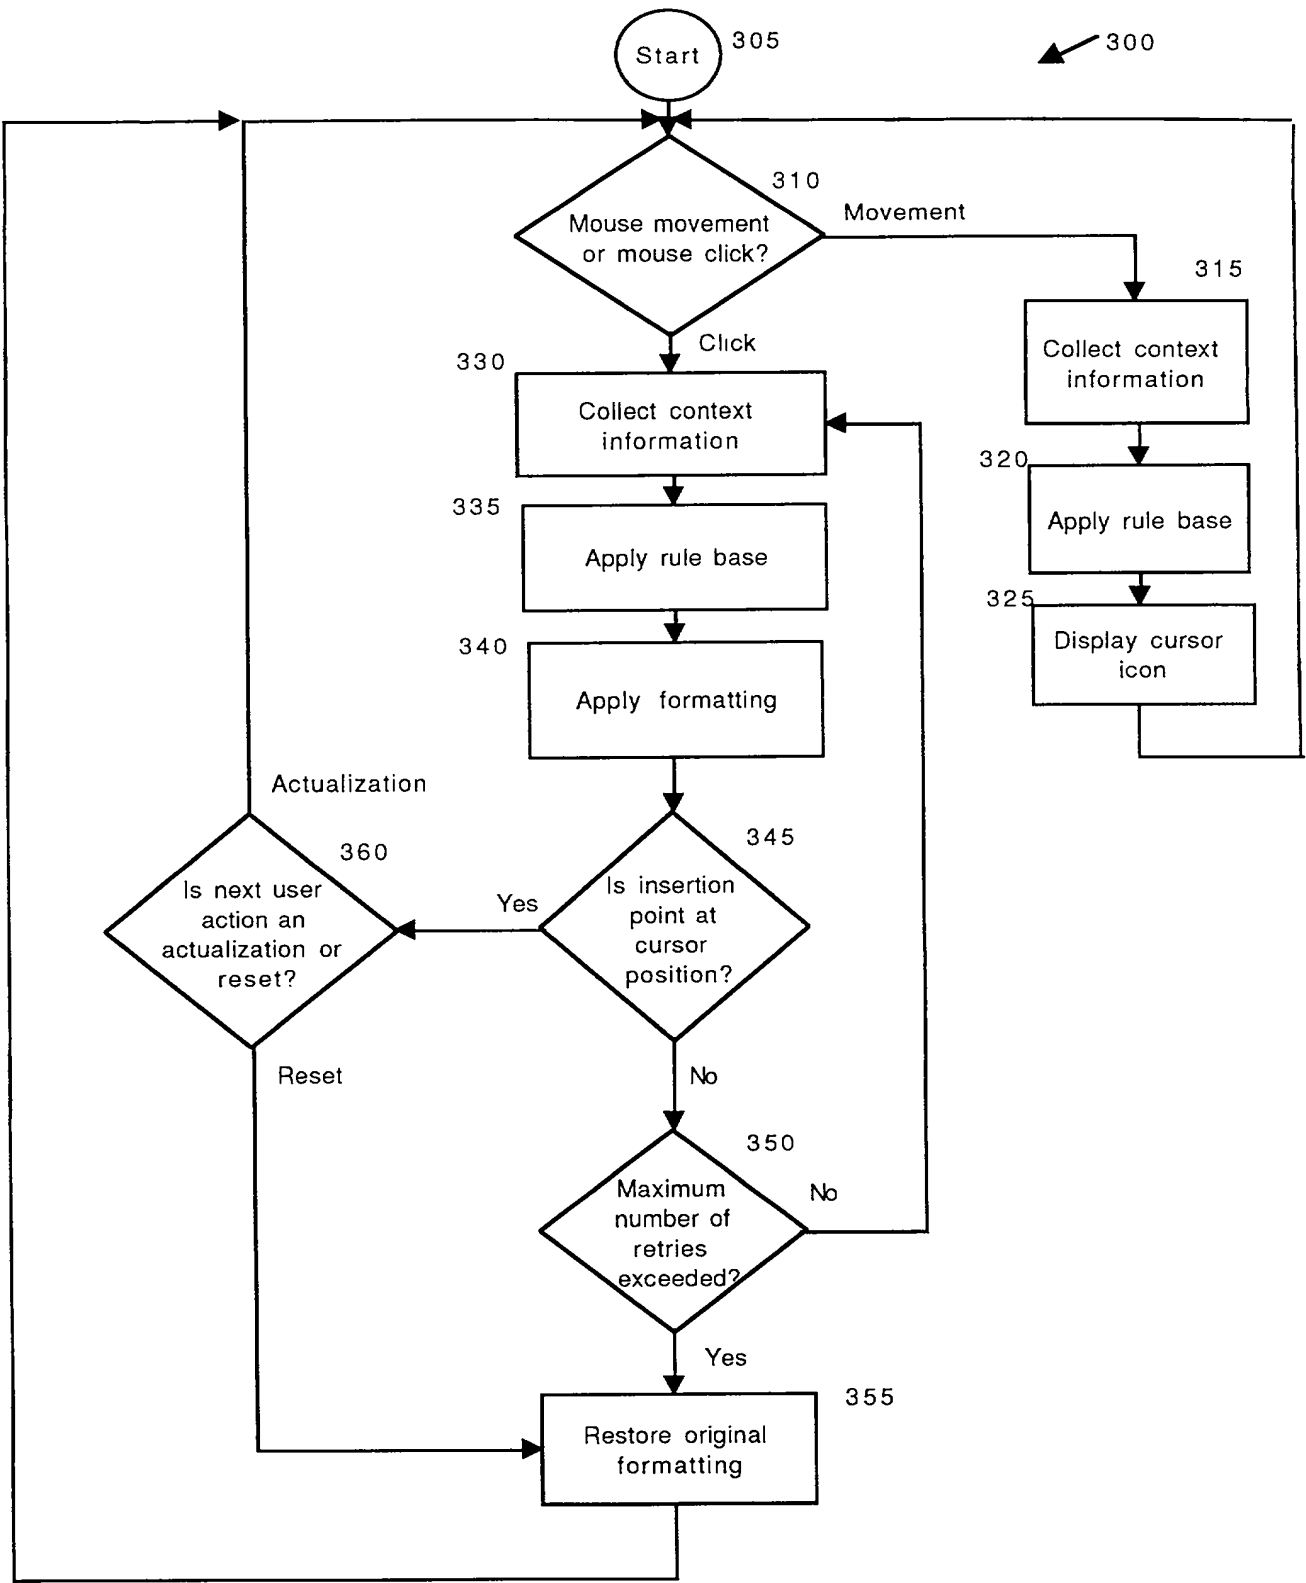 Start
305
300
310
Mouse movement
or mouse click?
Movement
315
Click
330
Collect context
information
Collect context
information
320
335
Apply rule base
Apply rule base
325
340
Display cursor
icon
Apply formatting
Actualization
345
360
Is next user
action an
actualization or
reset?
Yes
Is insertion
point at
cursor
position?
Reset
No
350
Maximum
number of
retries
exceeded?
No
Yes
355
Restore original
formatting